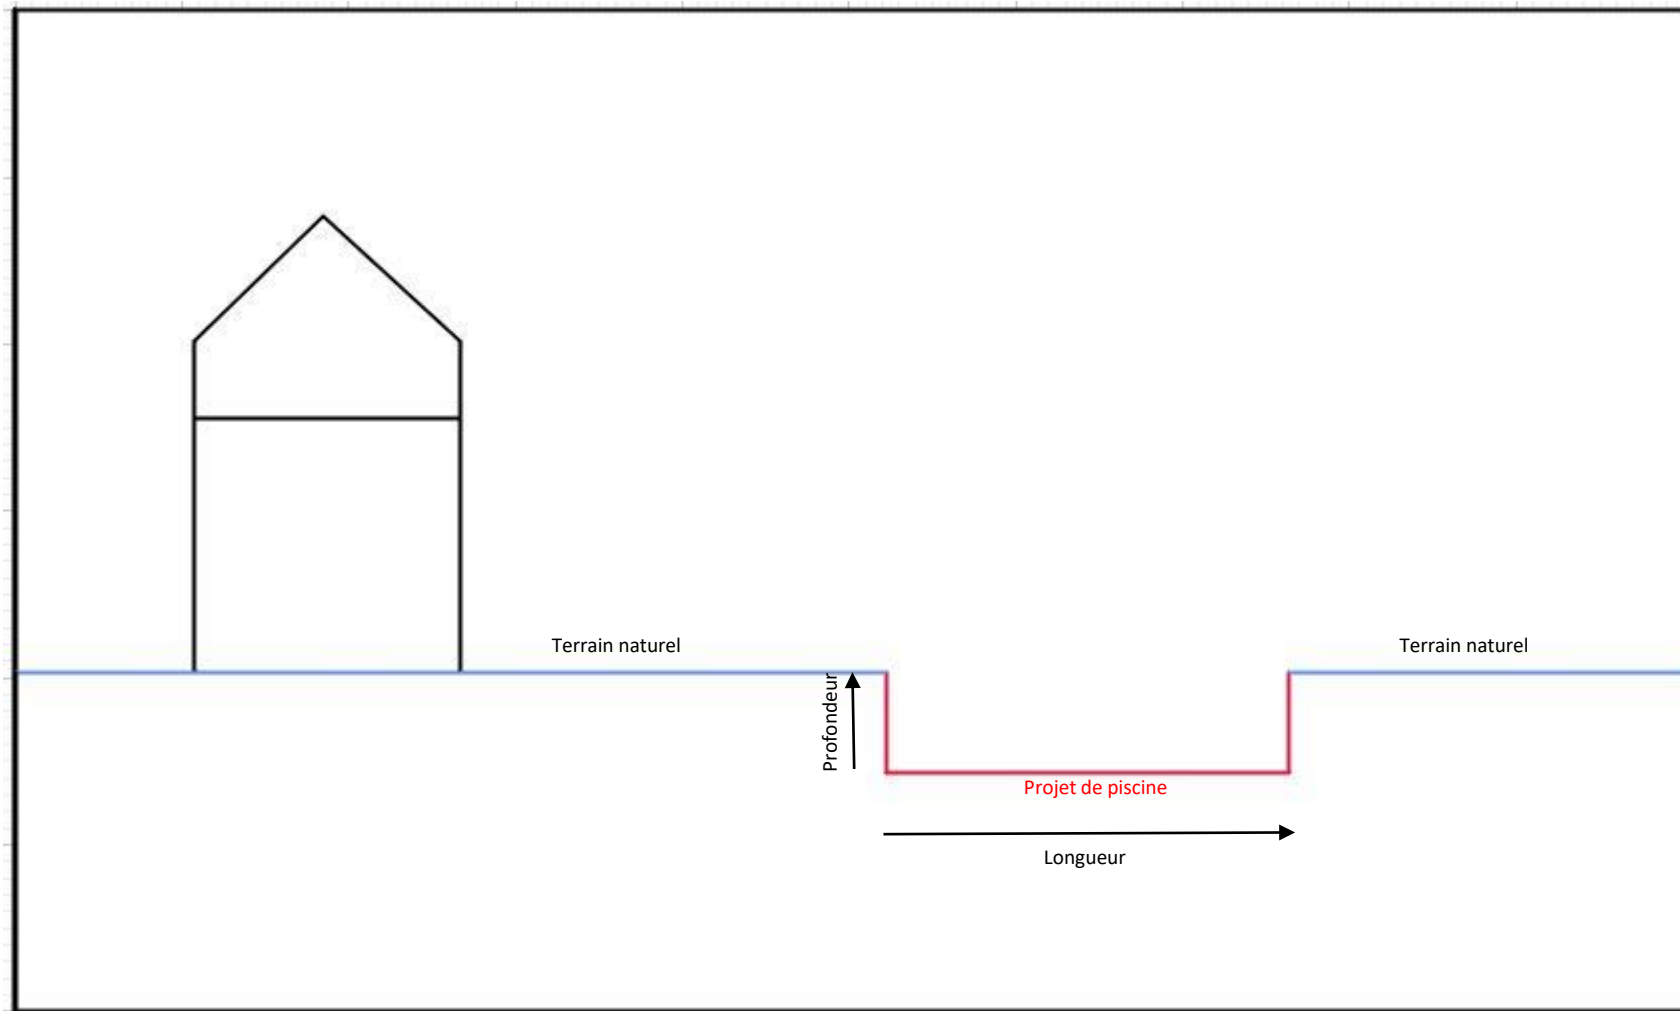 Terrain naturel
Terrain naturel
Profondeur
Projet de piscine
Longueur